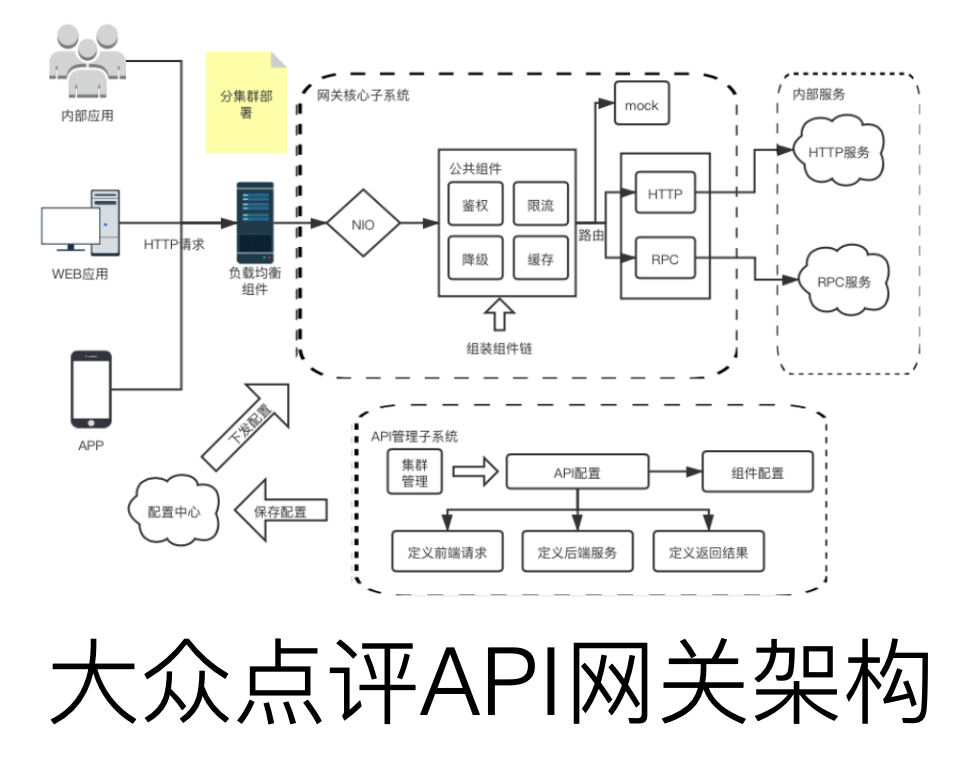 内部应用
分集群部
署
网关核心子系统
mock
内部服务
公共组件
鉴权
限流
降级
缓存
NIO
HTTP
RPC
路由
HTTP服务
RPC服务
HTTP请求
WEB应用
负载均衡
组件
组装组件链
APP
下发配置
配置中心
保存配置
API管理子系统
集群
管理
API配置
组件配置
定义前端请求
定义后端服务
定义返回结果
大众点评API网关架构